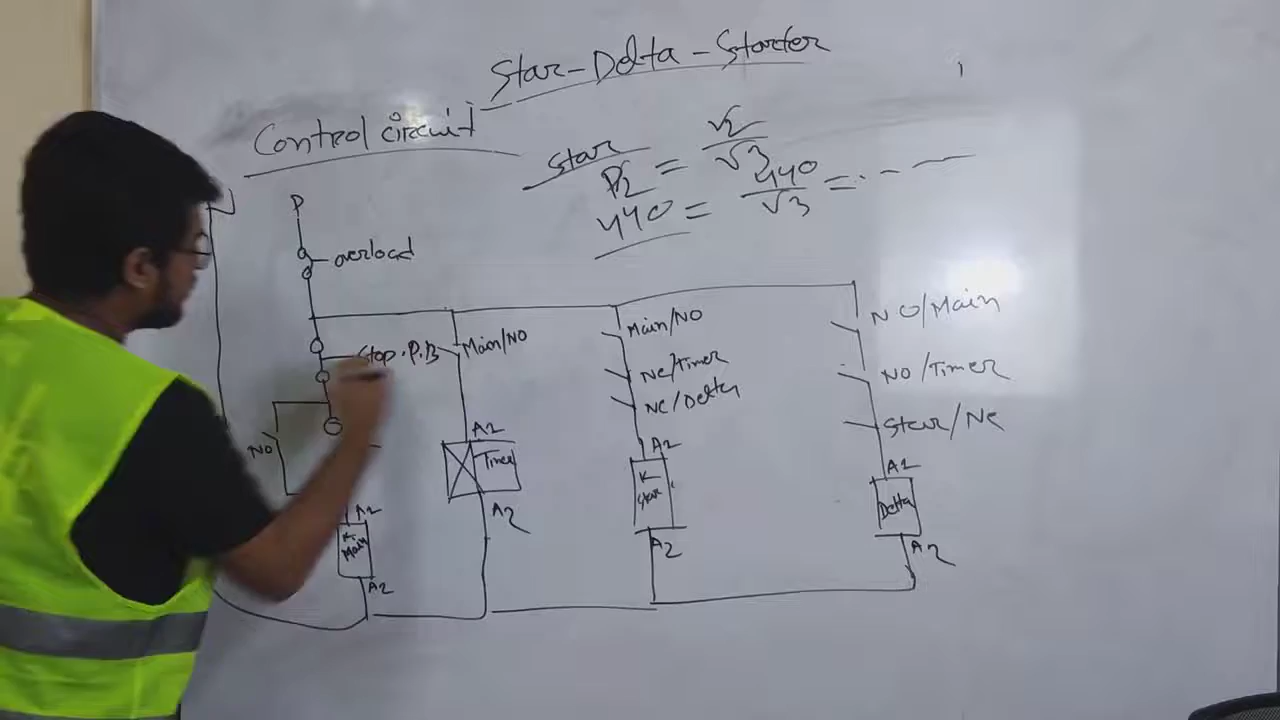 Star-Delta-Starter
Control circuit
Star
P2 = √2/√3
440 = 440/√3 = ---
N
P
overload
Stop.P.B
Main/NO
Main/NO
NC/Timer
NC/Delta
NO/Main
NO/Timer
Star/NC
NO
A2
K
Main
A2
A2
Timer
A2
A2
K
Star
A2
A1
Delta
A2